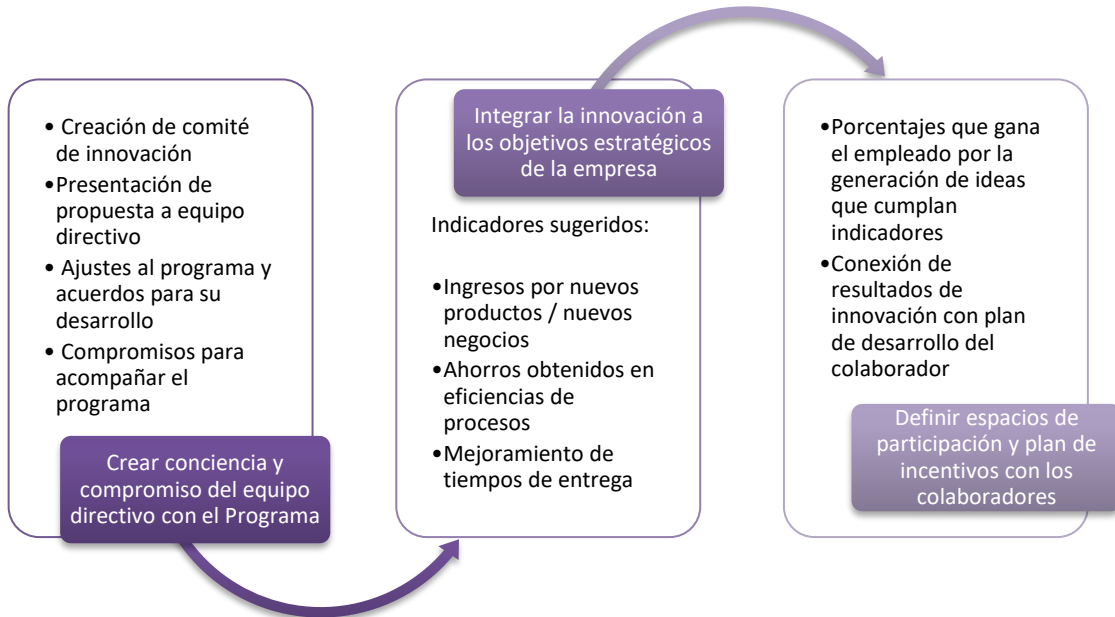 • Creación de comité
de innovación
•Presentación de
propuesta a equipo
directivo
• Ajustes al programa y
acuerdos para su
desarrollo
• Compromisos para
acompañar el
programa
Crear conciencia y
compromiso del equipo
directivo con el Programa
Integrar la innovación a
los objetivos estratégicos
de la empresa
Indicadores sugeridos:
•Ingresos por nuevos
productos / nuevos
negocios
•Ahorros obtenidos en
eficiencias de
procesos
•Mejoramiento de
tiempos de entrega
•Porcentajes que gana
el empleado por la
generación de ideas
que cumplan
indicadores
•Conexión de
resultados de
innovación con plan
de desarrollo del
colaborador
Definir espacios de
participación y plan de
incentivos con los
colaboradores